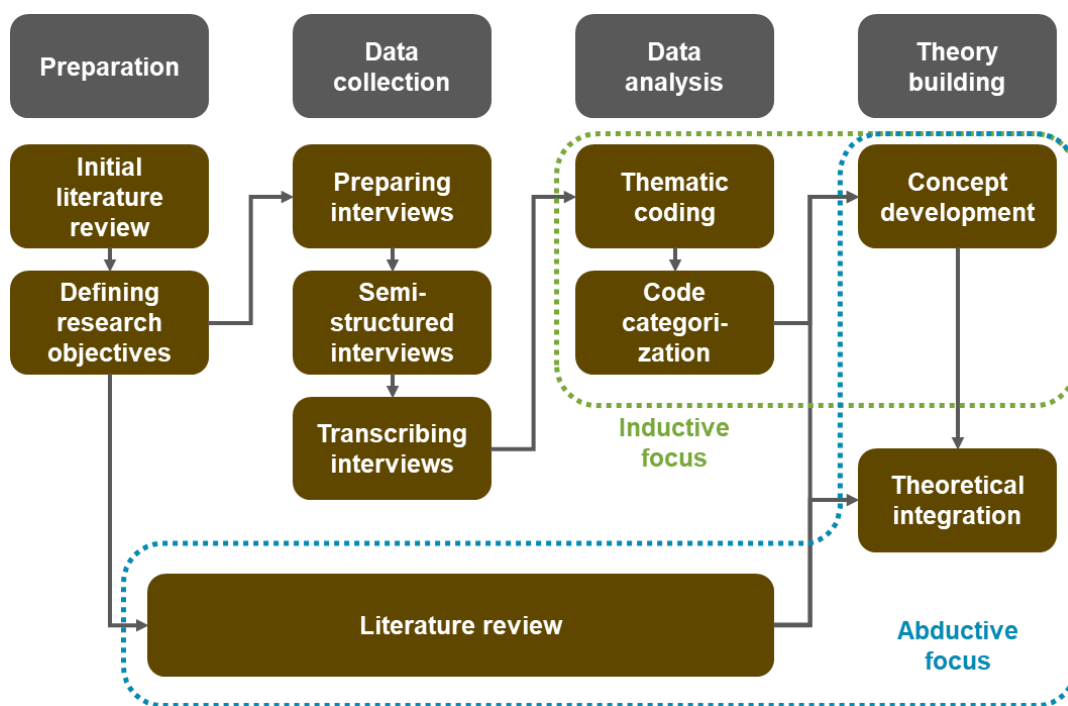 Preparation
Data
collection
Data
analysis
Theory
building
Initial
literature
review
Defining
research
objectives
Preparing
interviews
Semi-
structured
interviews
Transcribing
interviews
Thematic
coding
Code
categori-
zation
Inductive
focus
Concept
development
Theoretical
integration
Literature review
Abductive
focus